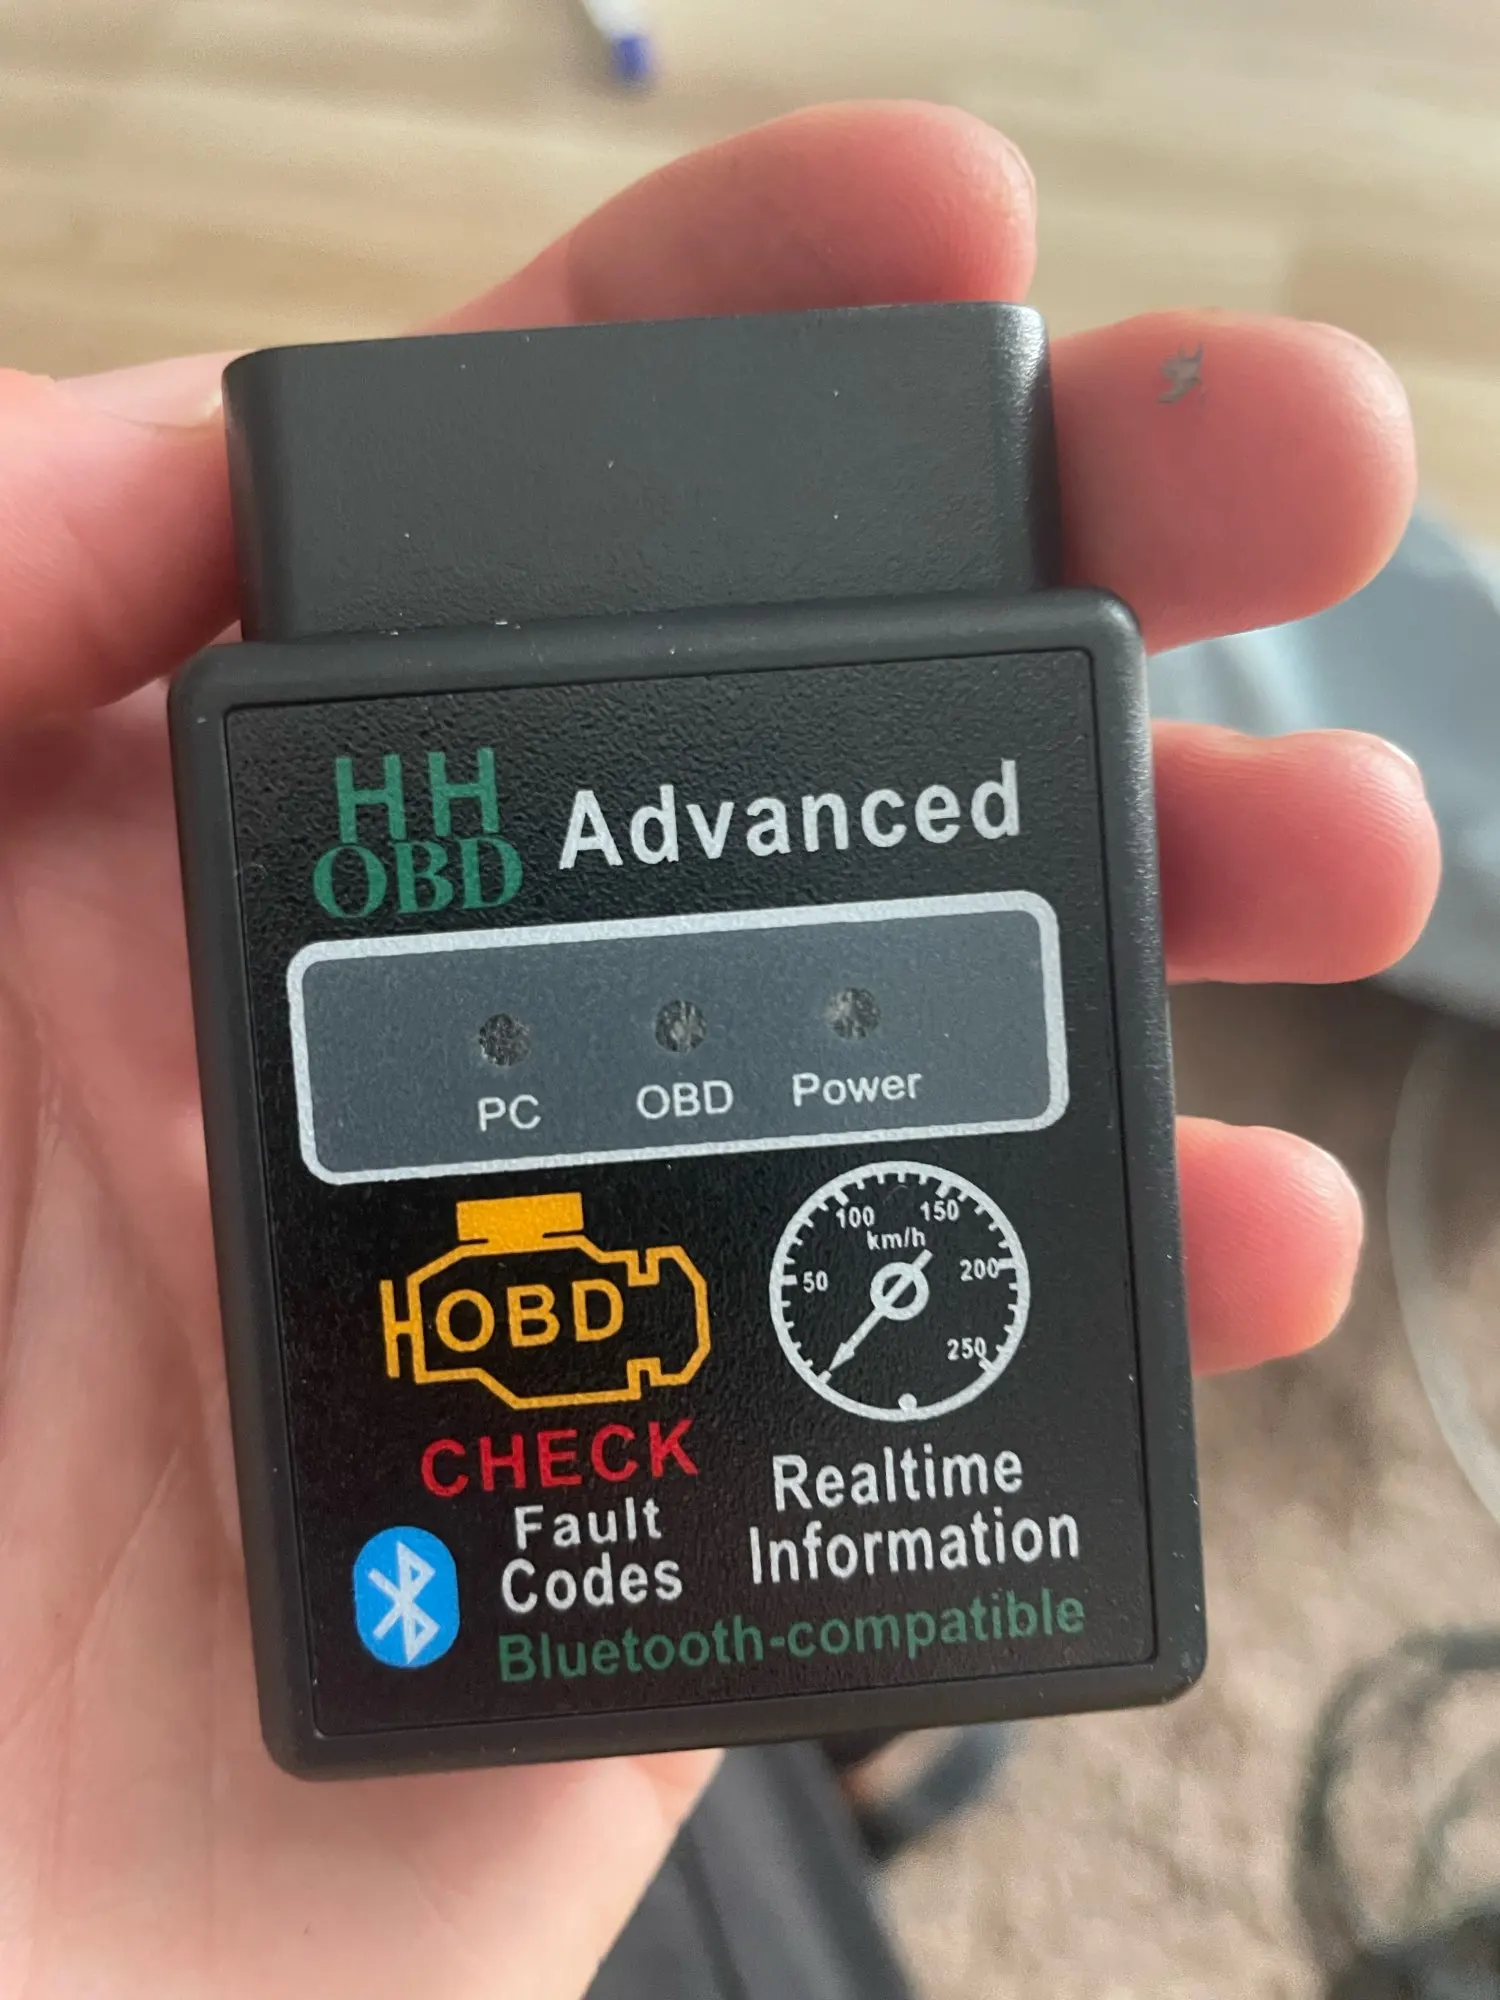 HH
OBD
Advanced
PC OBD Power
OBD
CHECK
Fault
Codes
50 100 150 200 250
km/h
Realtime
Information
Bluetooth-compatible